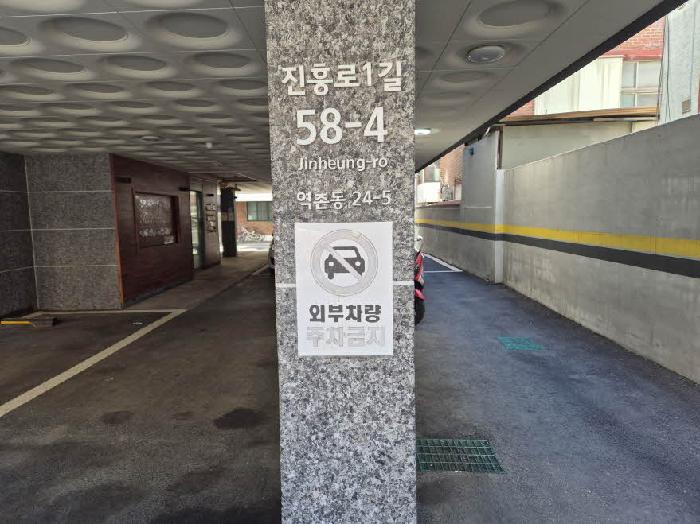 진흥로1길
58-4
Jinheung-ro
역촌동 24-5
외부차량
주차금지